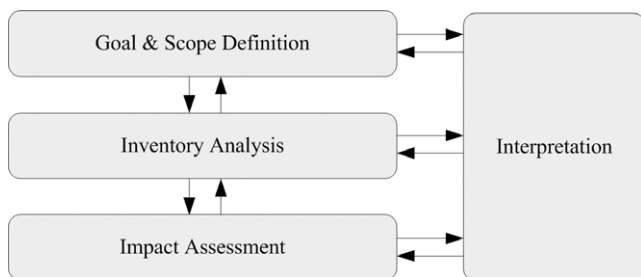 Goal & Scope Definition
Inventory Analysis
Interpretation
Impact Assessment